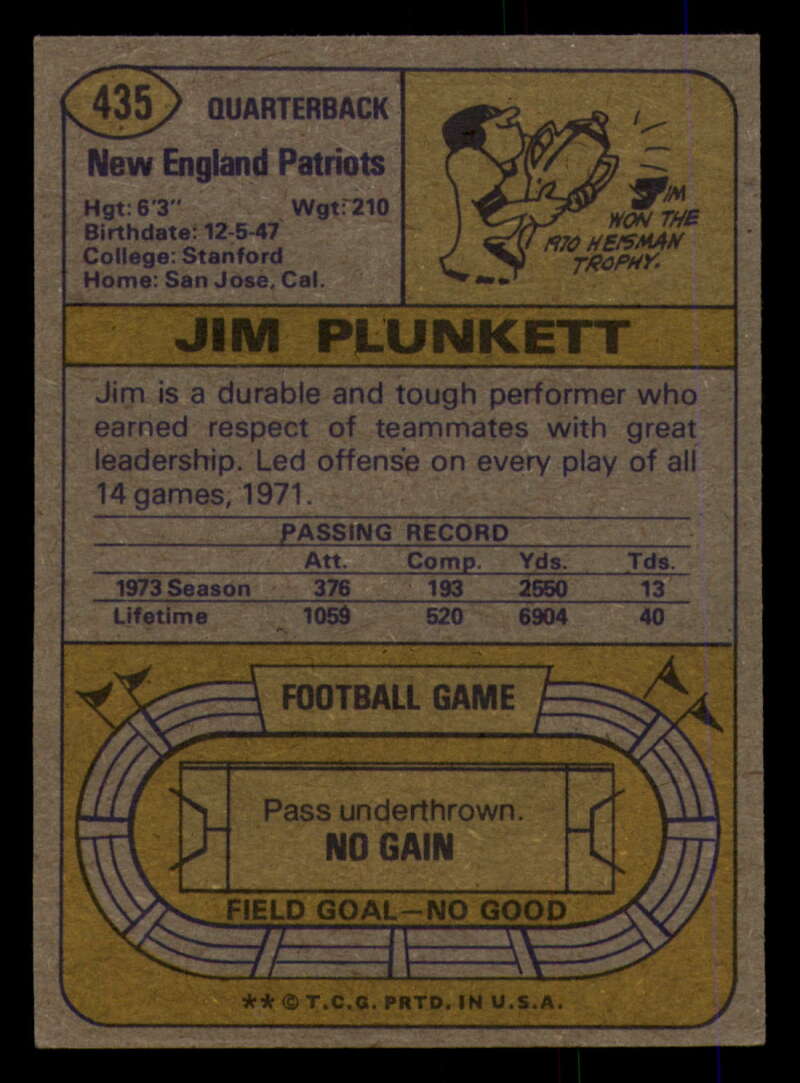 435
QUARTERBACK
New England Patriots
Hgt: 6'3" Wgt: 210
Birthdate: 12-5-47
College: Stanford
Home: San Jose, Cal.
JIM
WON THE
1970 HEISMAN
TROPHY.
JIM PLUNKETT
Jim is a durable and tough performer who
earned respect of teammates with great
leadership. Led offense on every play of all
14 games, 1971.
PASSING RECORD
Att. Comp. Yds. Tds.
1973 Season 376 193 2550 13
Lifetime 1059 520 6904 40
FOOTBALL GAME
Pass underthrown.
NO GAIN
FIELD GOAL—NO GOOD
** © T.C.G. PRTD. IN U.S.A.